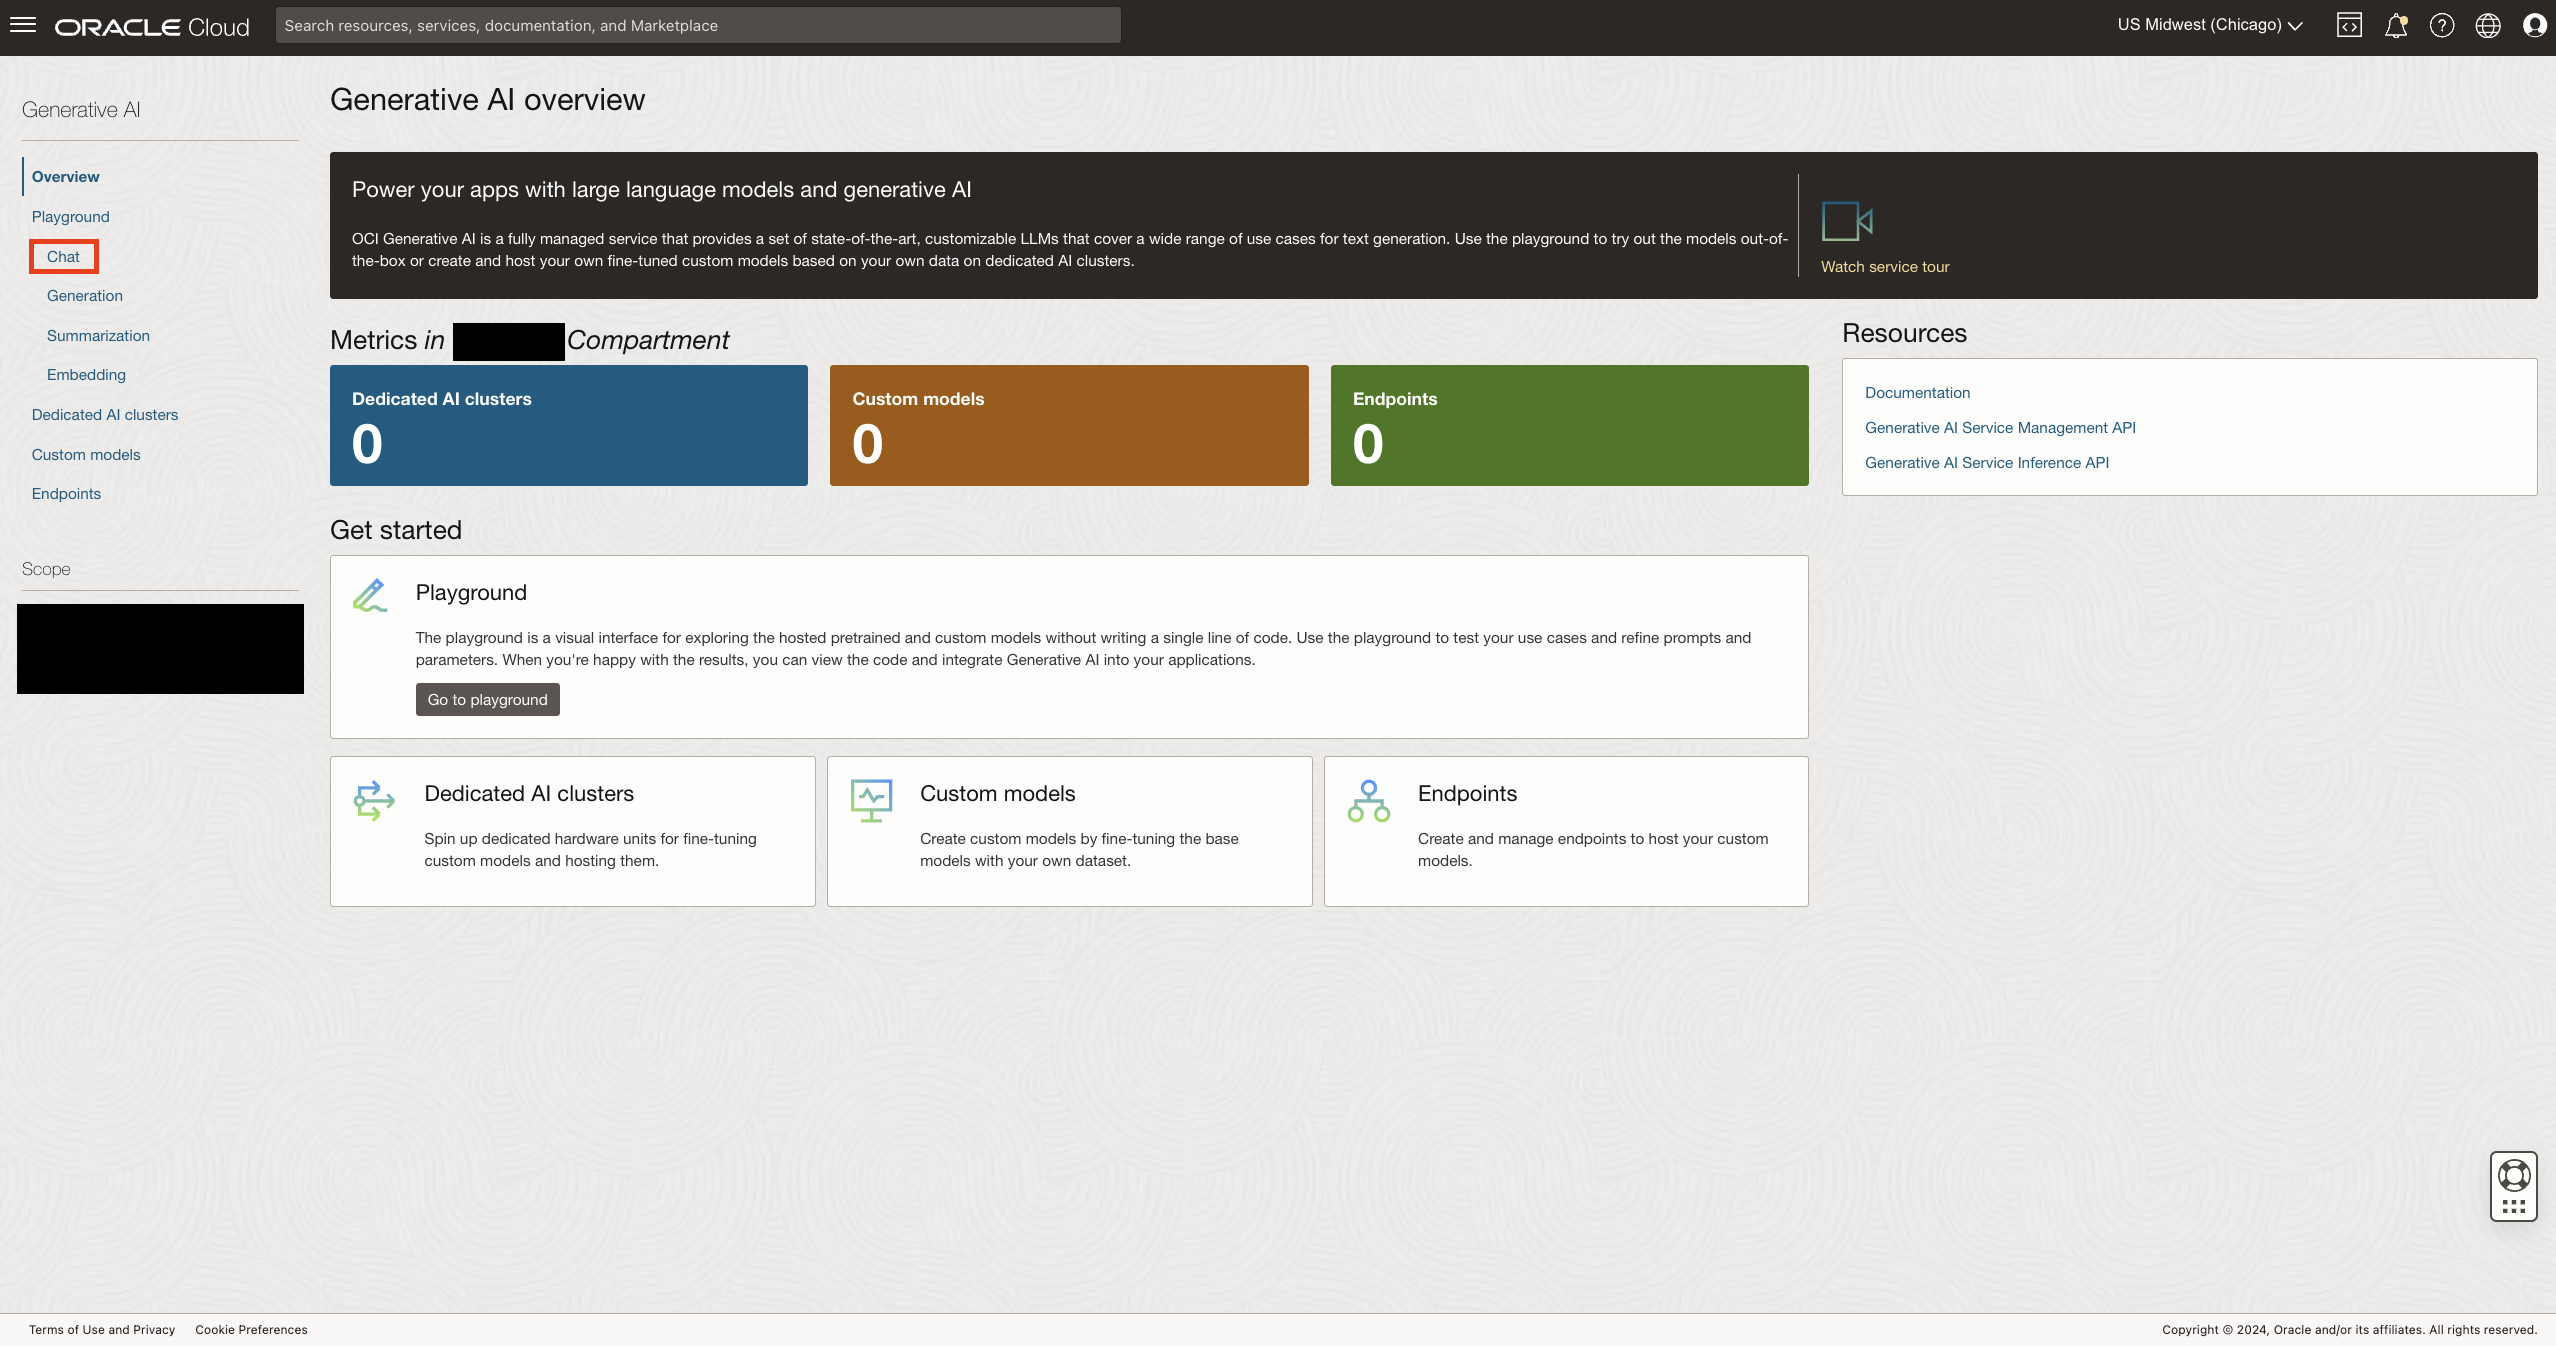 ORACLE Cloud
Search resources, services, documentation, and Marketplace
US Midwest (Chicago)
Generative AI
Overview
Playground
Chat
Generation
Summarization
Embedding
Dedicated AI clusters
Custom models
Endpoints
Scope
Generative AI overview
Power your apps with large language models and generative AI
OCI Generative AI is a fully managed service that provides a set of state-of-the-art, customizable LLMs that cover a wide range of use cases for text generation. Use the playground to try out the models out-of-
the-box or create and host your own fine-tuned custom models based on your own data on dedicated AI clusters.
Watch service tour
Metrics in Compartment
Dedicated AI clusters
0
Custom models
0
Endpoints
0
Resources
Documentation
Generative AI Service Management API
Generative AI Service Inference API
Get started
Playground
The playground is a visual interface for exploring the hosted pretrained and custom models without writing a single line of code. Use the playground to test your use cases and refine prompts and
parameters. When you're happy with the results, you can view the code and integrate Generative AI into your applications.
Go to playground
Dedicated AI clusters
Spin up dedicated hardware units for fine-tuning
custom models and hosting them.
Custom models
Create custom models by fine-tuning the base
models with your own dataset.
Endpoints
Create and manage endpoints to host your custom
models.
Terms of Use and Privacy
Cookie Preferences
Copyright © 2024, Oracle and/or its affiliates. All rights reserved.